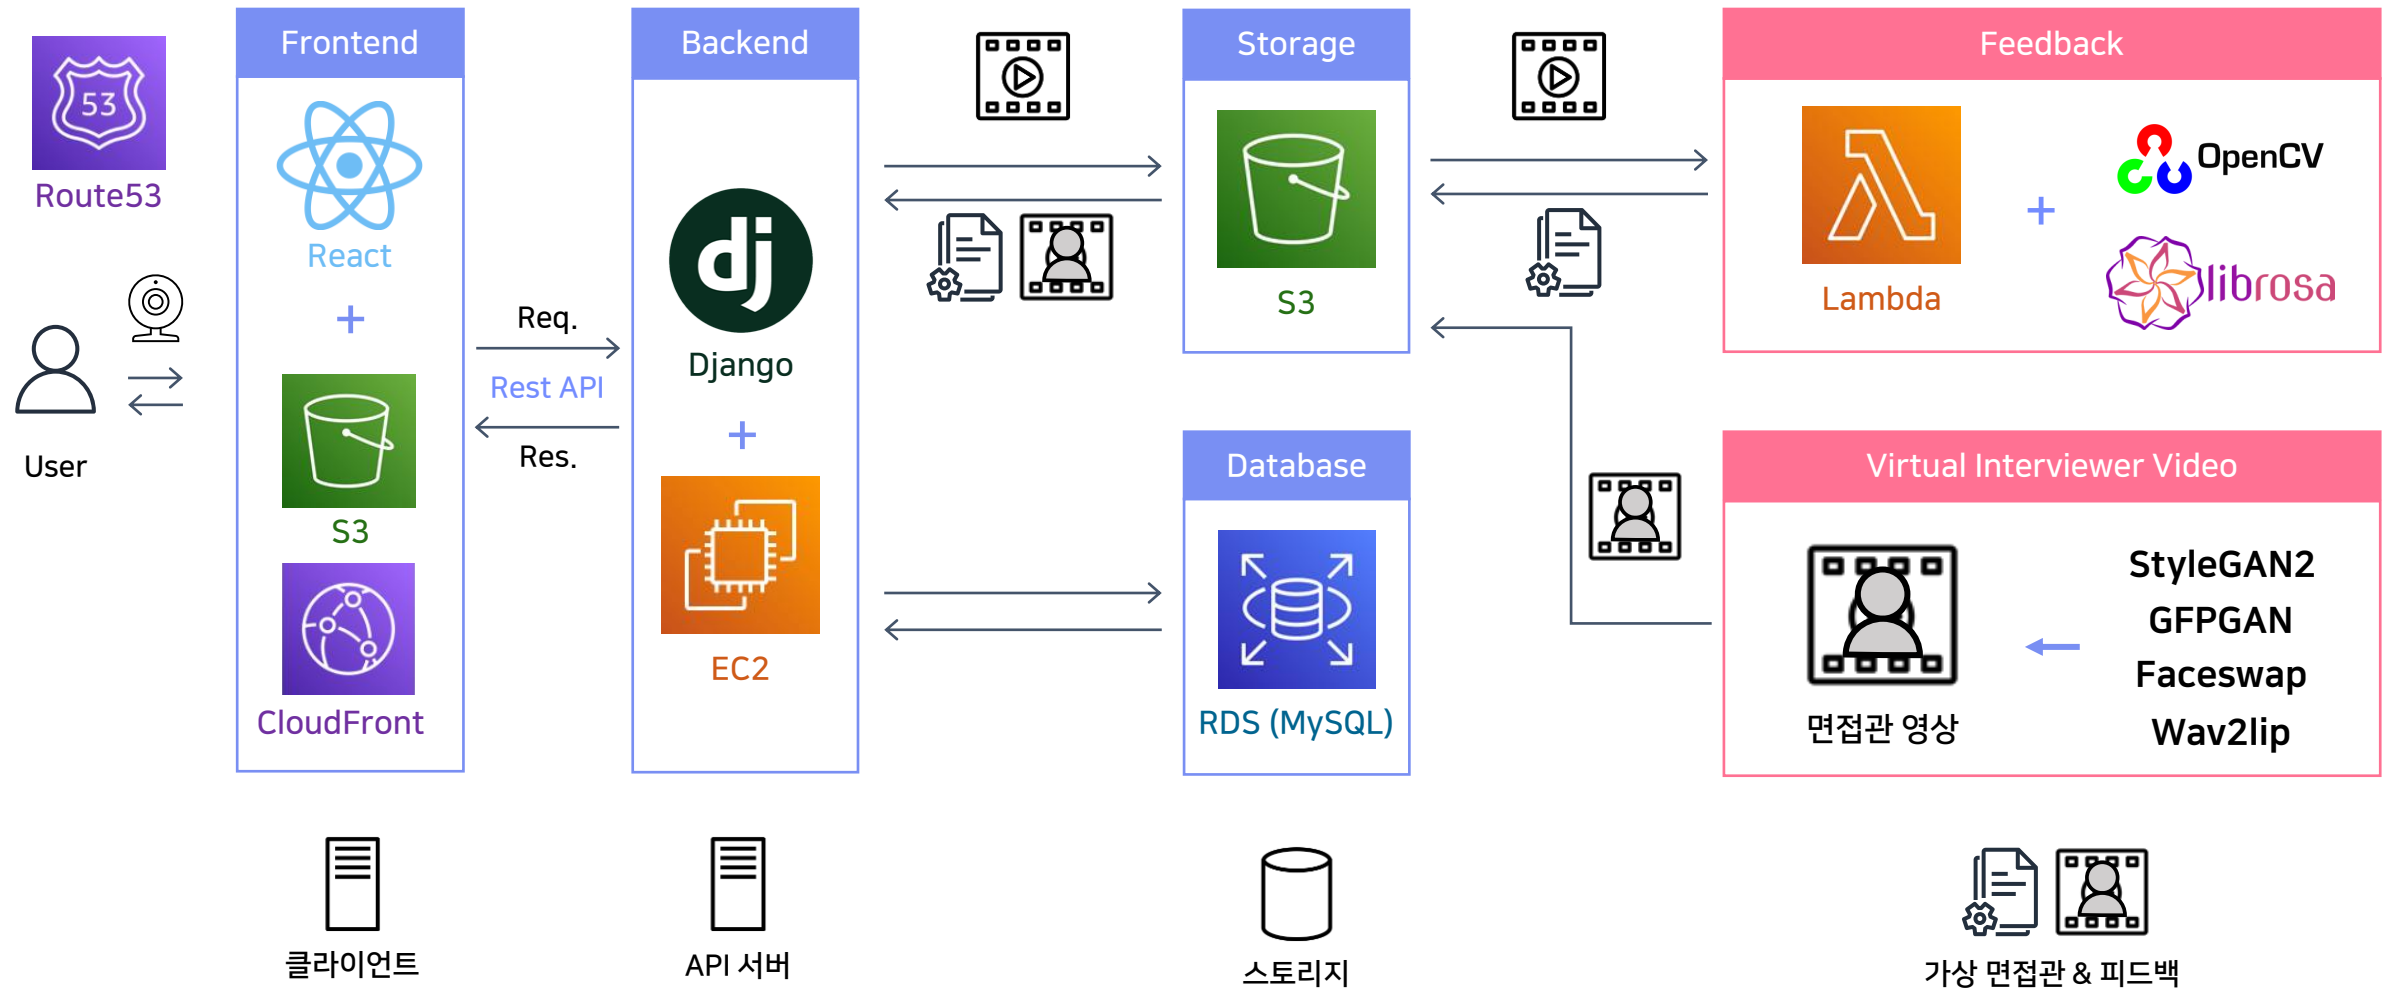 53
Route53
User
Frontend
React
+
S3
CloudFront
Req.
Rest API
Res.
Backend
dj
Django
+
EC2
Storage
S3
Database
RDS (MySQL)
Feedback
Lambda
+
OpenCV
librosa
Virtual Interviewer Video
면접관 영상
StyleGAN2
GFPGAN
Faceswap
Wav2lip
클라이언트
API 서버
스토리지
가상 면접관 & 피드백